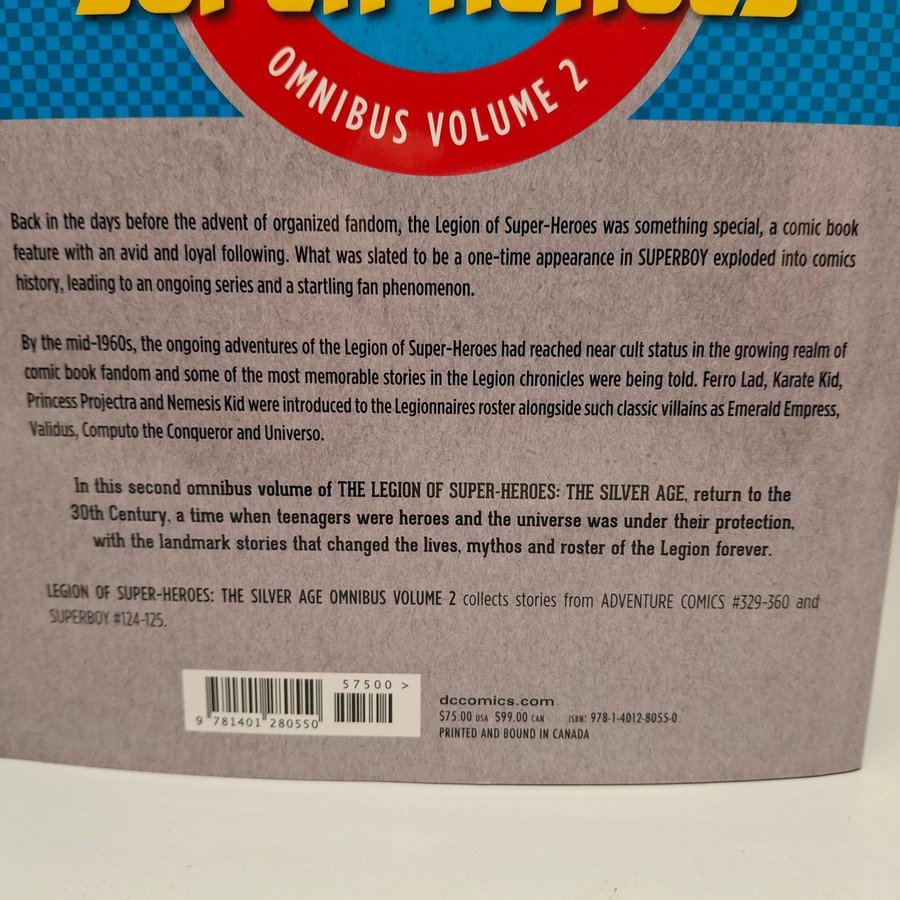 SUPER-HEROES
OMNIBUS VOLUME 2
Back in the days before the advent of organized fandom, the Legion of Super-Heroes was something special, a comic book
feature with an avid and loyal following. What was slated to be a one-time appearance in SUPERBOY exploded into comics
history, leading to an ongoing series and a startling fan phenomenon.
By the mid-1960s, the ongoing adventures of the Legion of Super-Heroes had reached near cult status in the growing realm of
comic book fandom and some of the most memorable stories in the Legion chronicles were being told. Ferro Lad, Karate Kid,
Princess Projectra and Nemesis Kid were introduced to the Legionnaires roster alongside such classic villains as Emerald Empress,
Validus, Computo the Conqueror and Universo.
In this second omnibus volume of THE LEGION OF SUPER-HEROES: THE SILVER AGE, return to the
30th Century, a time when teenagers were heroes and the universe was under their protection,
with the landmark stories that changed the lives, mythos and roster of the Legion forever.
LEGION OF SUPER-HEROES: THE SILVER AGE OMNIBUS VOLUME 2 collects stories from ADVENTURE COMICS #329-360 and
SUPERBOY #124-125.
57500 >
9 781401 280550
dccomics.com
$75.00 USA $99.00 CAN ISBN: 978-1-4012-8055-0
PRINTED AND BOUND IN CANADA